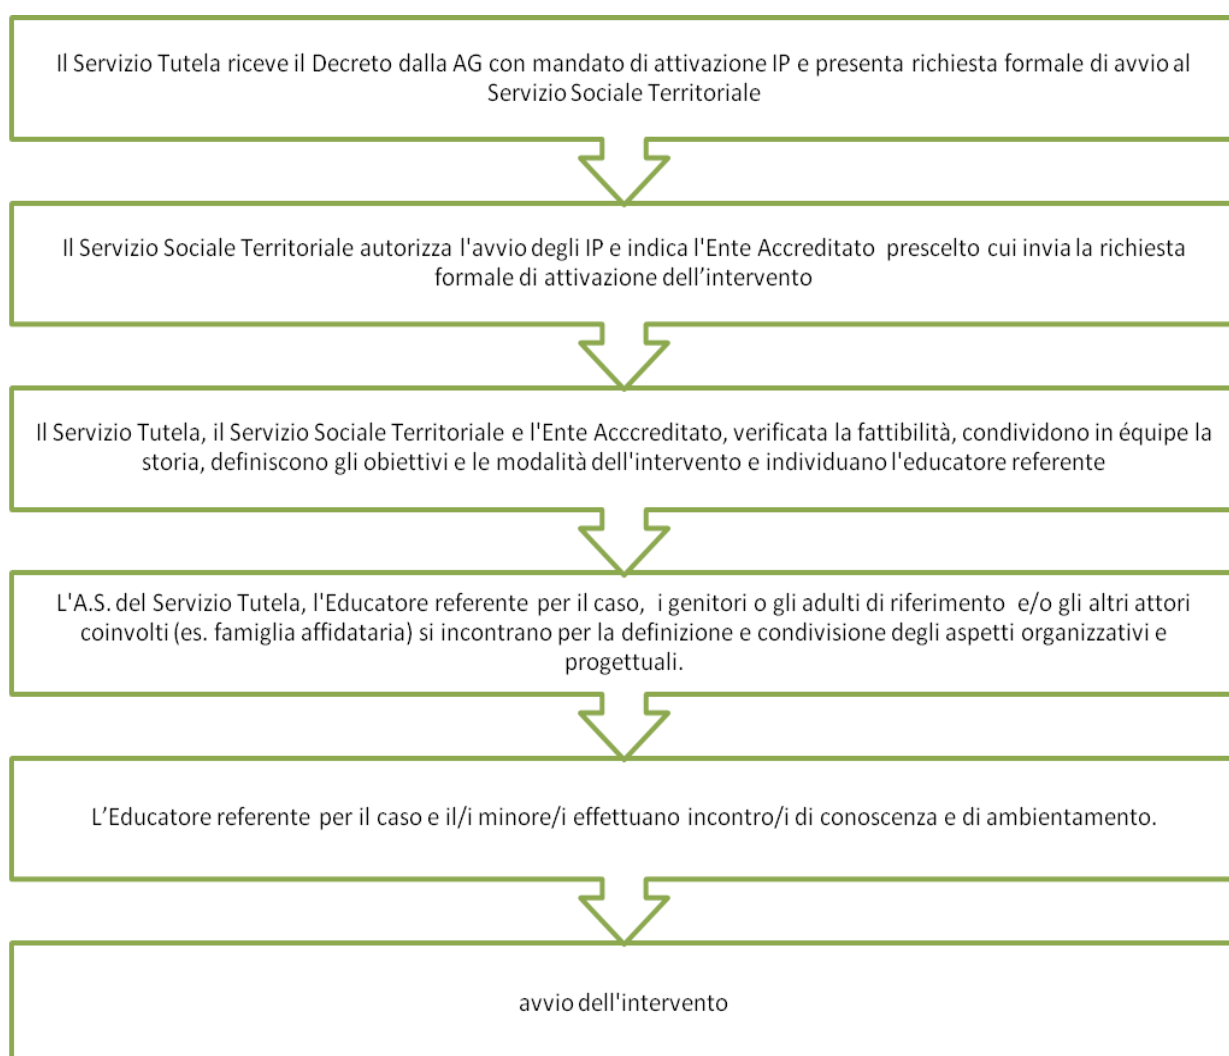 Il Servizio Tutela riceve il Decreto dalla AG con mandato di attivazione IP e presenta richiesta formale di avvio al
Servizio Sociale Territoriale
Il Servizio Sociale Territoriale autorizza l'avvio degli IP e indica l'Ente Accreditato prescelto cui invia la richiesta
formale di attivazione dell’intervento
Il Servizio Tutela, il Servizio Sociale Territoriale e l'Ente Acccreditato, verificata la fattibilità, condividono in équipe la
storia, definiscono gli obiettivi e le modalità dell'intervento e individuano l'educatore referente
L'A.S. del Servizio Tutela, l'Educatore referente per il caso, i genitori o gli adulti di riferimento e/o gli altri attori
coinvolti (es. famiglia affidataria) si incontrano per la definizione e condivisione degli aspetti organizzativi e
progettuali.
L’Educatore referente per il caso e il/i minore/i effettuano incontro/i di conoscenza e di ambientamento.
avvio dell'intervento